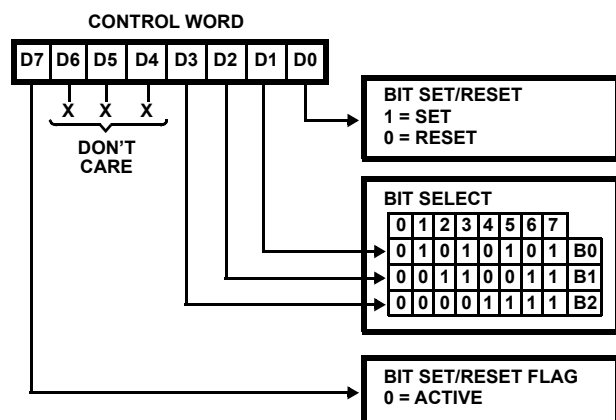 CONTROL WORD
D7 D6 D5 D4 D3 D2 D1 D0
X X X
DON'T
CARE
BIT SET/RESET
1 = SET
0 = RESET
BIT SELECT
0 1 2 3 4 5 6 7
0 1 0 1 0 1 0 1 B0
0 0 1 1 0 0 1 1 B1
0 0 0 0 1 1 1 1 B2
BIT SET/RESET FLAG
0 = ACTIVE